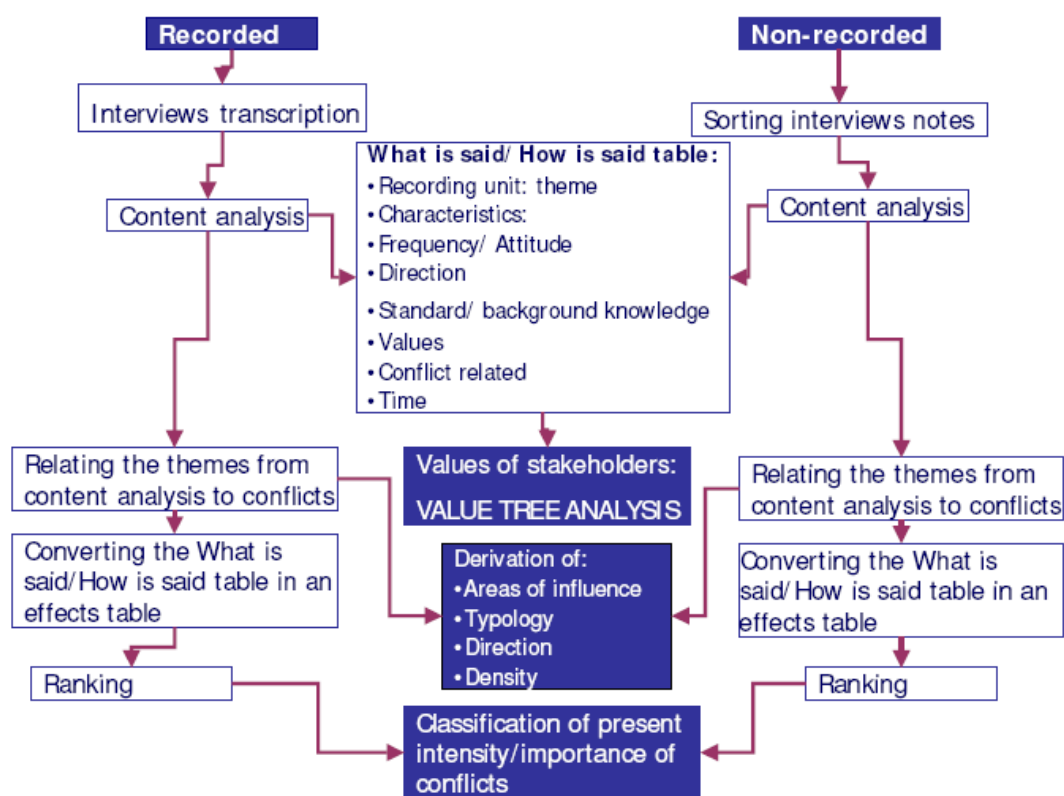 Recorded
Non-recorded
Interviews transcription
Sorting interviews notes
What is said/ How is said table:
•Recording unit: theme
•Characteristics:
•Frequency/ Attitude
•Direction
•Standard/ background knowledge
•Values
•Conflict related
•Time
Content analysis
Content analysis
Values of stakeholders:
VALUE TREE ANALYSIS
Relating the themes from
content analysis to conflicts
Relating the themes from
content analysis to conflicts
Converting the What is
said/How is said table in an
effects table
Derivation of:
•Areas of influence
•Typology
•Direction
•Density
Converting the What is
said/How is said table in an
effects table
Ranking
Ranking
Classification of present
intensity/importance of
conflicts